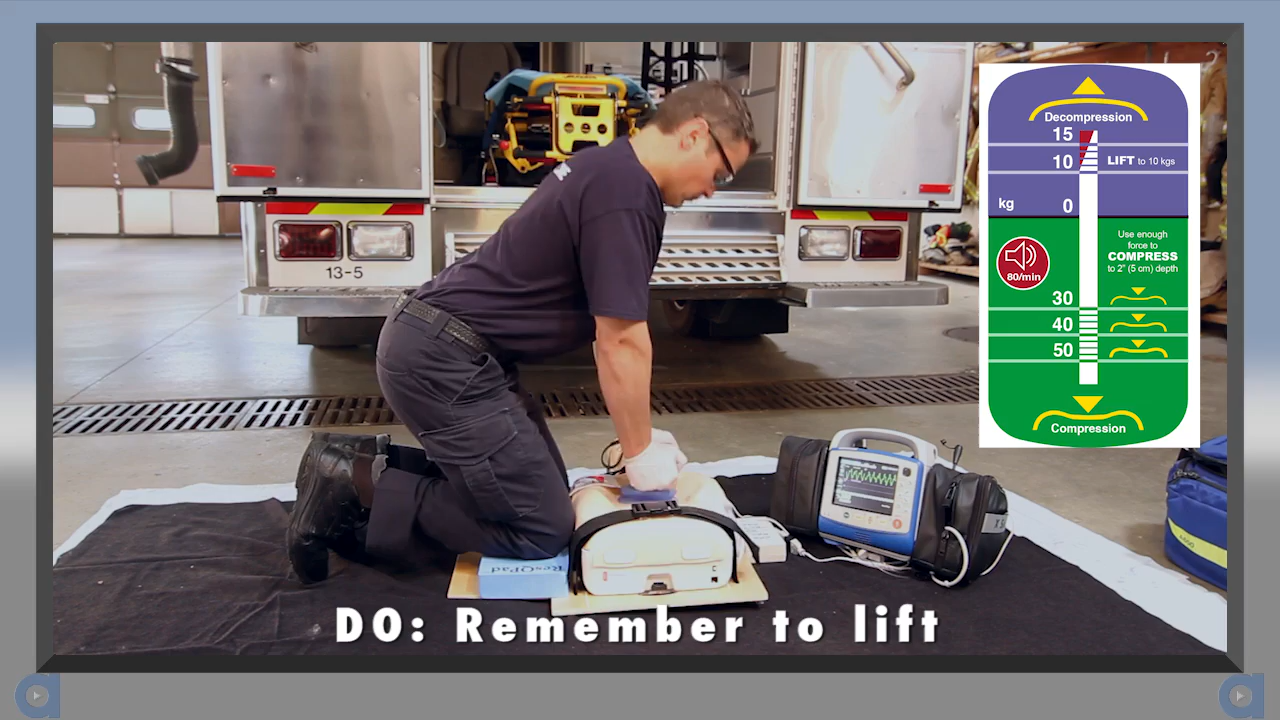 Decompression
15
10
LIFT to 10 kgs
kg
0
Use enough
force to
COMPRESS
to 2" (5 cm) depth
80/min
30
40
50
Compression
13-5
ResQPad
DO: Remember to lift